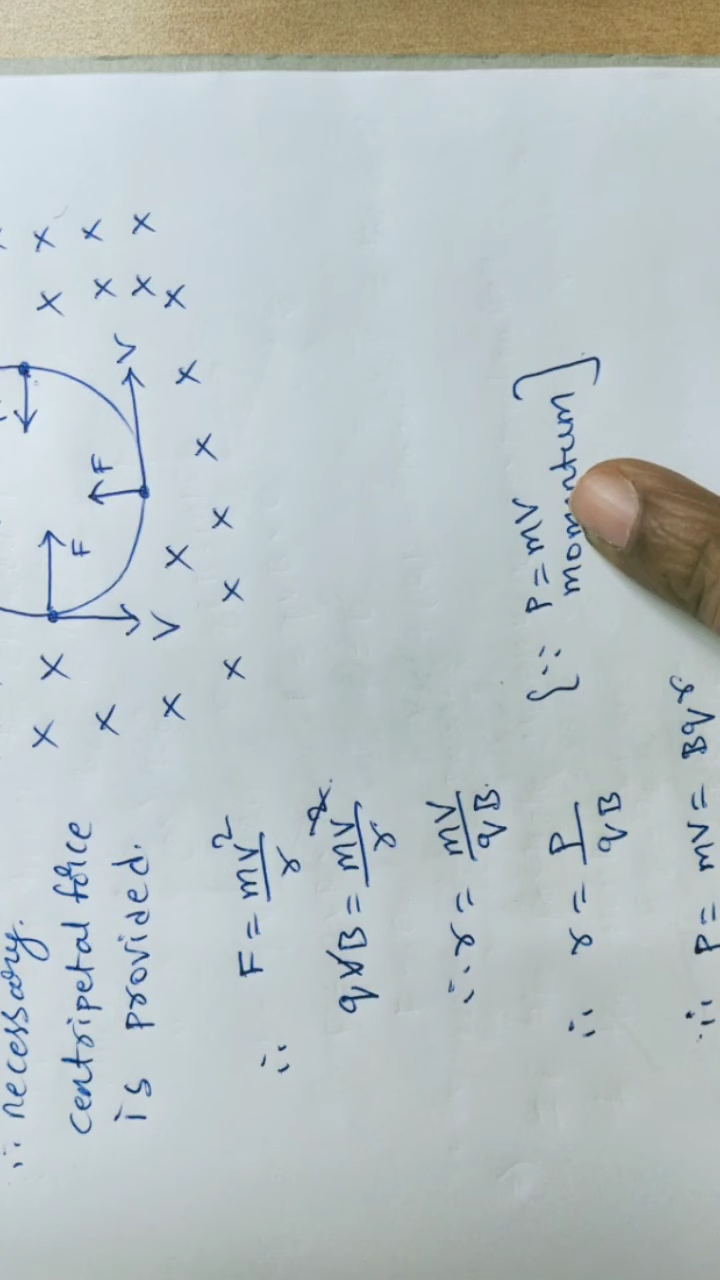 ∴ necessary.
centripetal force
is provided.
∴ F = mv²/r
qvB = mv²/r
∴ r = mv/qB
∴ r = P/qB {∵ P = mv
momentum}
∴ P = mv = Bqr
F
V
F
V